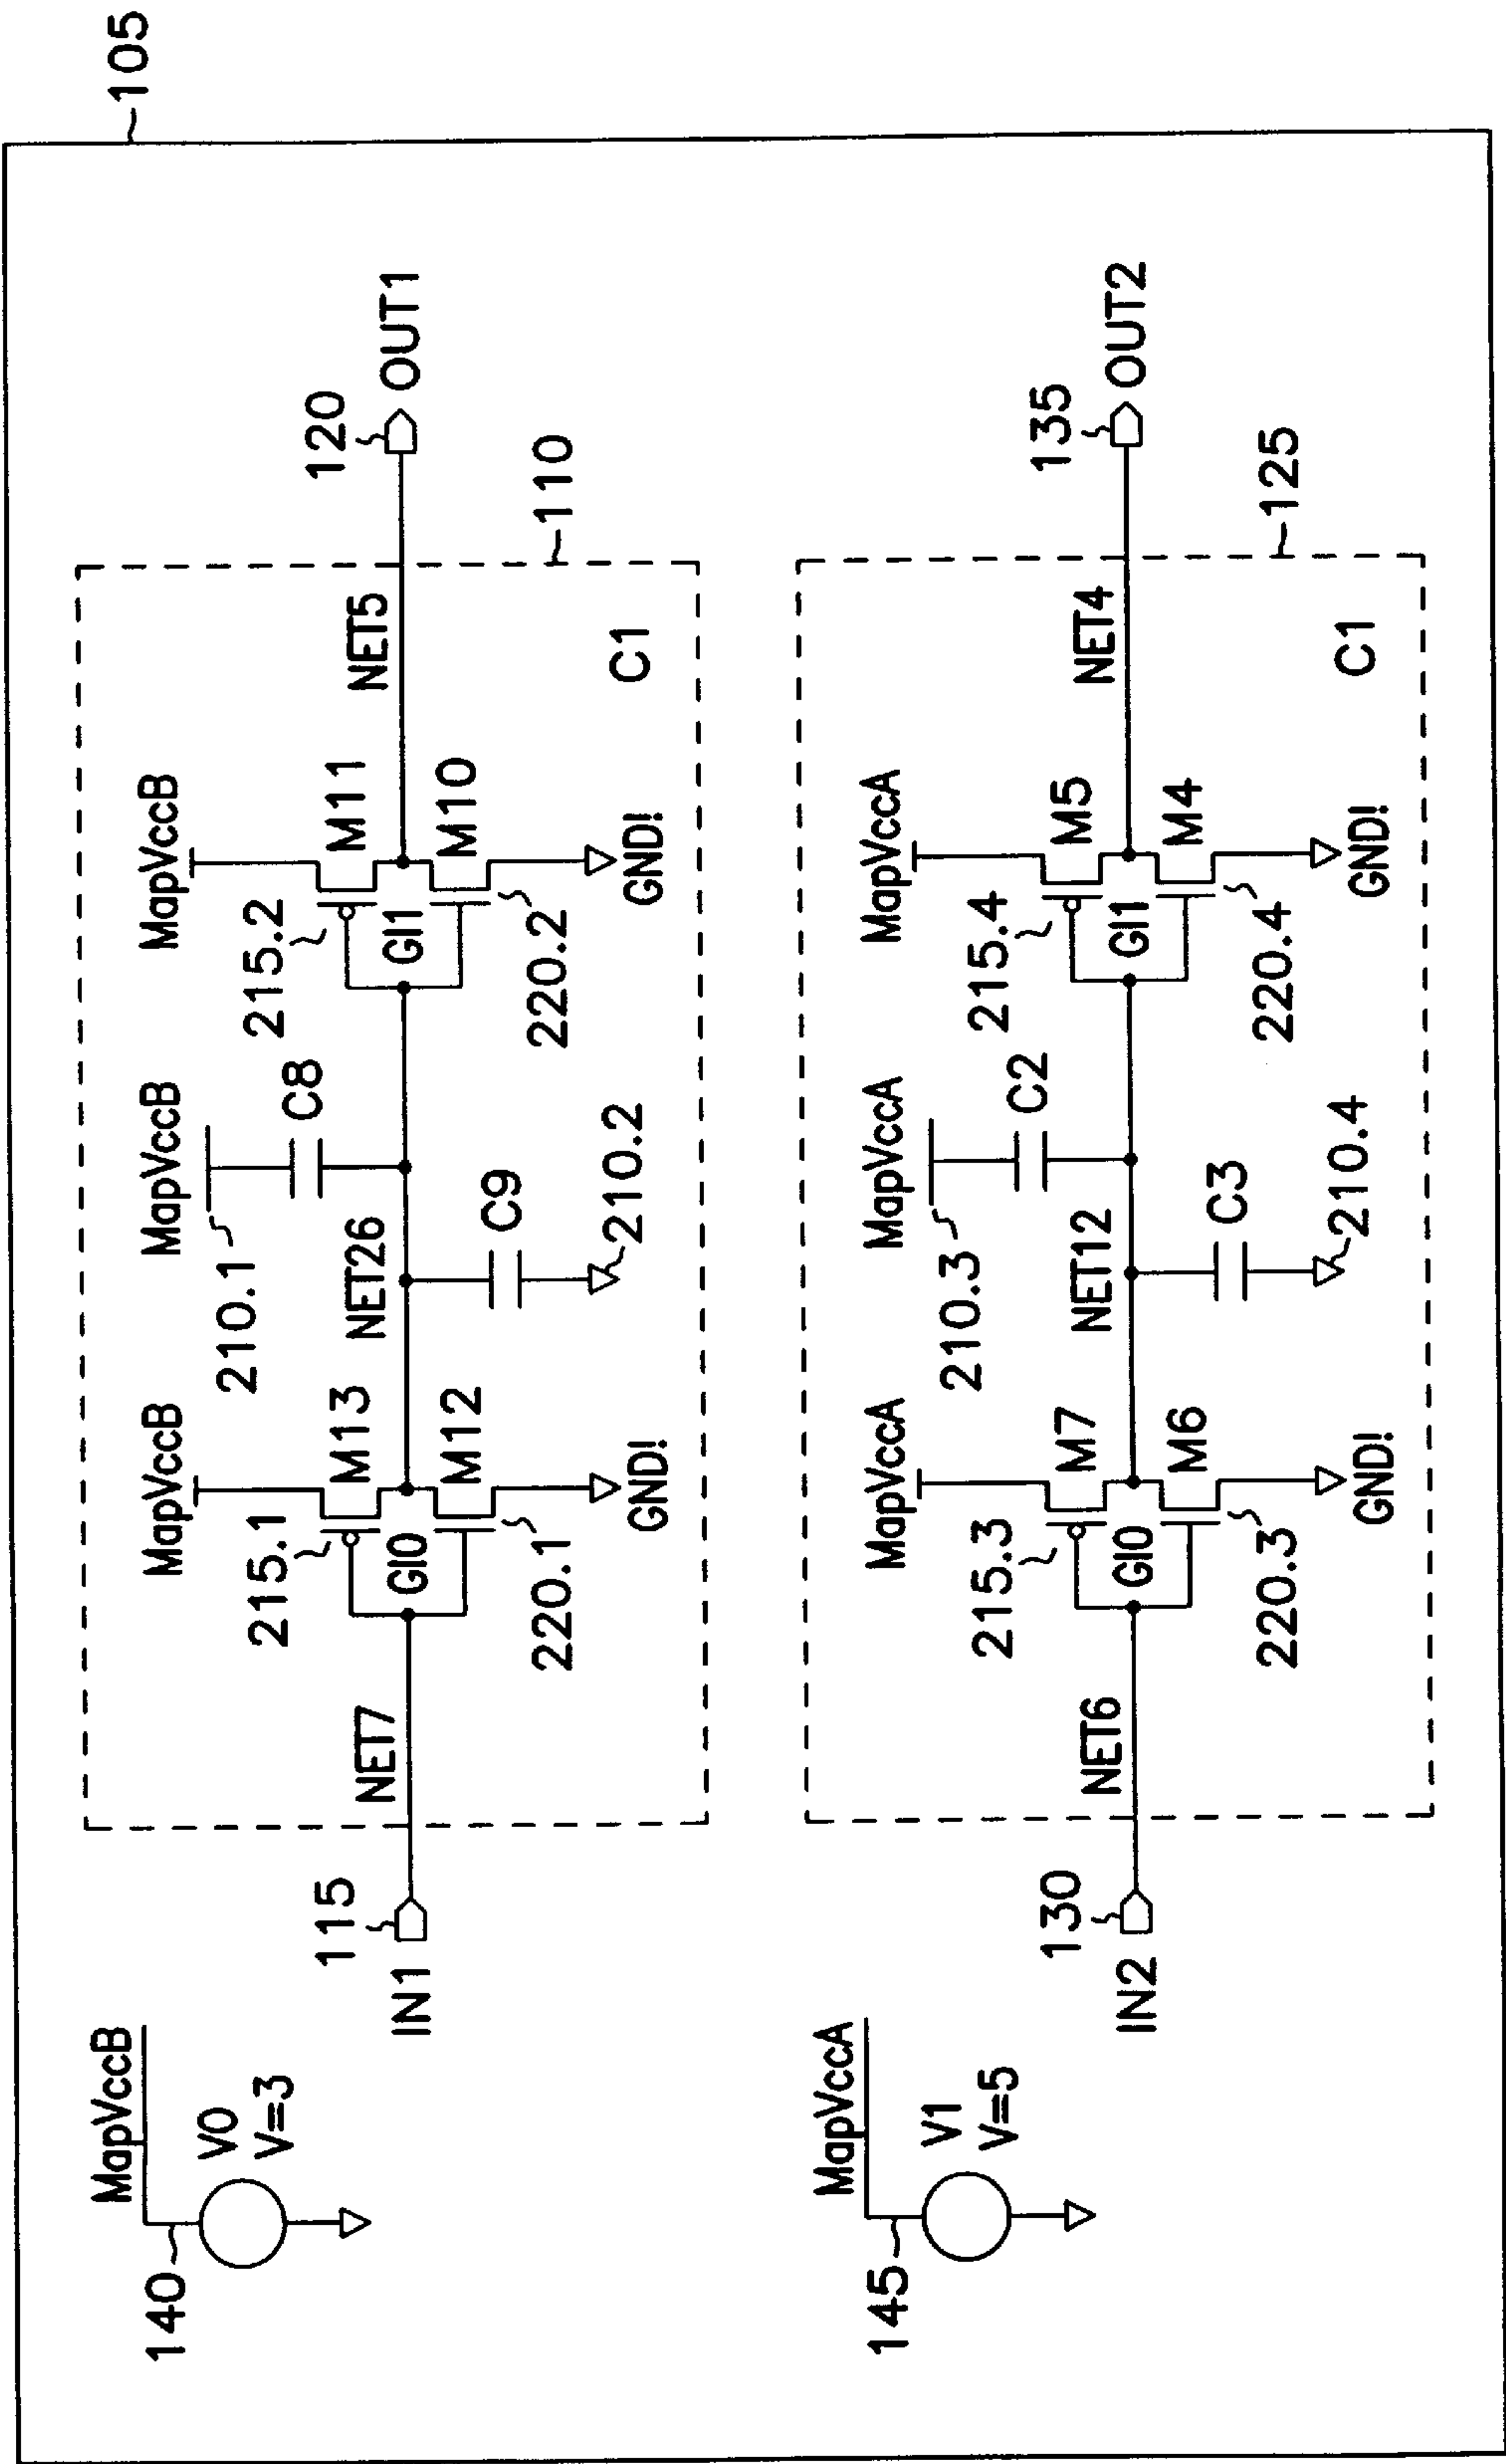 105
MapVccB
140
V0
V=3
IN1
115
NET7
MapVccB
215.1
M13
GI0
M12
220.1
GND!
MapVccB
210.1
C8
NET26
C9
210.2
MapVccB
215.2
M11
GI1
M10
220.2
GND!
NET5
C1
110
120
OUT1
MapVccA
145
V1
V=5
IN2
130
NET6
MapVccA
215.3
M7
GI0
M6
220.3
GND!
MapVccA
210.3
C2
NET12
C3
210.4
MapVccA
215.4
M5
GI1
M4
220.4
GND!
NET4
C1
125
135
OUT2